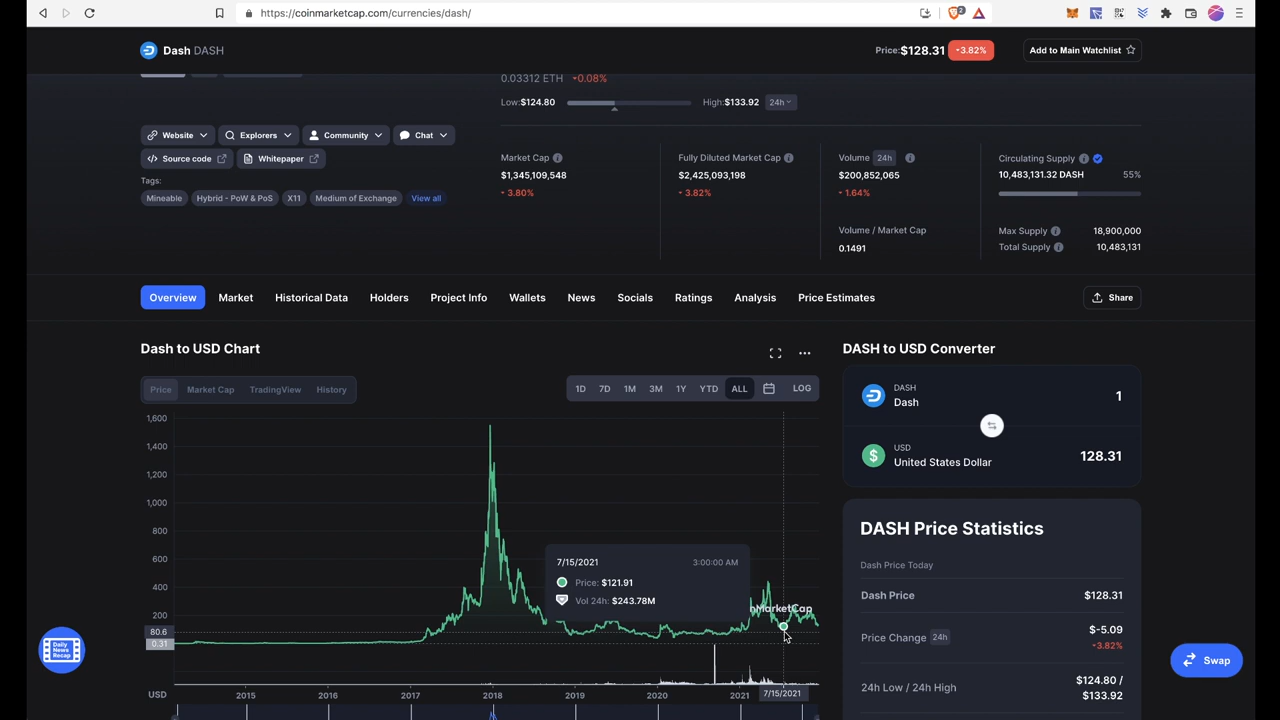 https://coinmarketcap.com/currencies/dash/
2
Dash DASH
Price:$128.31 3.82%
Add to Main Watchlist
0.03312 ETH 0.08%
Low:$124.80 High:$133.92 24h
Website Explorers Community Chat
Source code Whitepaper
Tags:
Mineable Hybrid - PoW & PoS X11 Medium of Exchange View all
Market Cap
$1,345,109,548
3.80%
Fully Diluted Market Cap
$2,425,093,198
3.82%
Volume 24h
$200,852,065
1.64%
Volume / Market Cap
0.1491
Circulating Supply
10,483,131.32 DASH 55%
Max Supply 18,900,000
Total Supply 10,483,131
Overview Market Historical Data Holders Project Info Wallets News Socials Ratings Analysis Price Estimates
Share
Dash to USD Chart
Price Market Cap TradingView History
1D 7D 1M 3M 1Y YTD ALL LOG
1,600
1,400
1,200
1,000
800
600
400
200
80.6
0.31
7/15/2021 3:00:00 AM
Price: $121.91
Vol 24h: $243.78M
nMarketCap
USD 2015 2016 2017 2018 2019 2020 2021 7/15/2021
DASH to USD Converter
DASH
Dash 1
USD
United States Dollar 128.31
DASH Price Statistics
Dash Price Today
Dash Price $128.31
Price Change 24h $-5.09
3.82%
24h Low / 24h High $124.80 /
$133.92
Daily
News
Recap
Swap